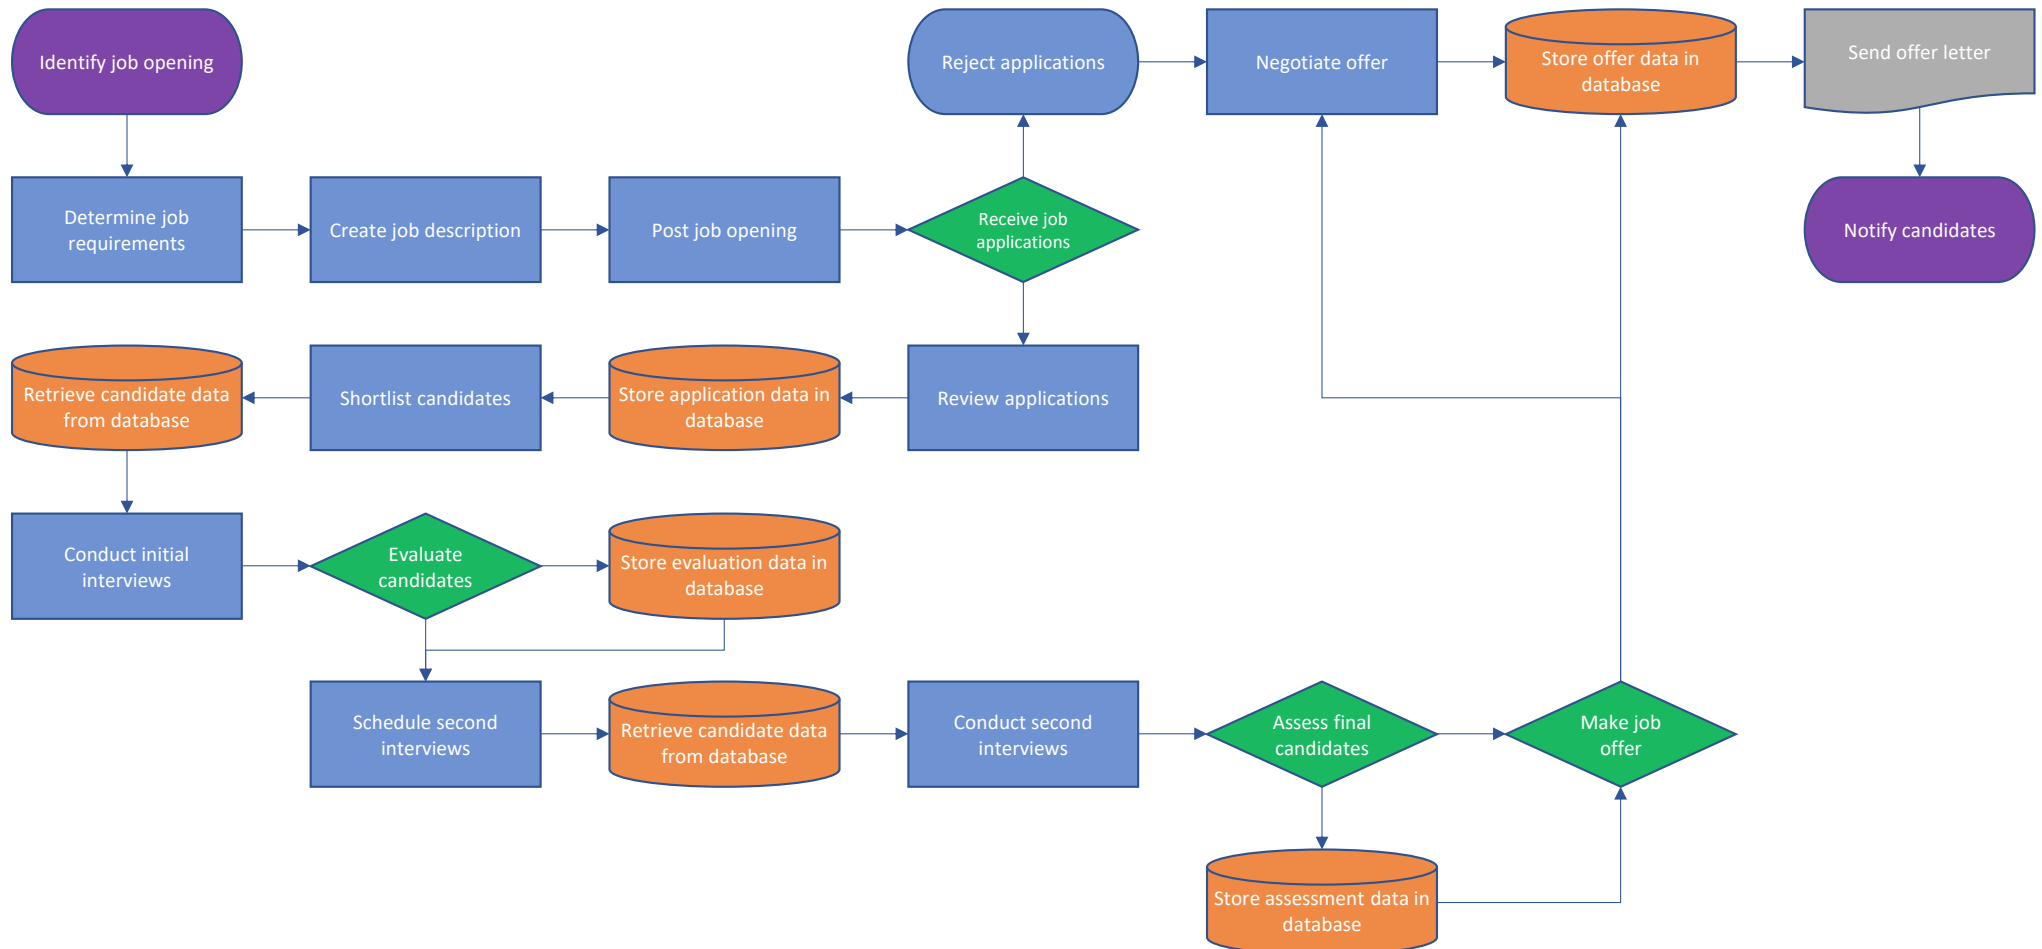 Identify job opening
Reject applications
Negotiate offer
Store offer data in
database
Send offer letter
Determine job
requirements
Create job description
Post job opening
Receive job
applications
Notify candidates
Retrieve candidate data
from database
Shortlist candidates
Store application data in
database
Review applications
Conduct initial
interviews
Evaluate
candidates
Store evaluation data in
database
Schedule second
interviews
Retrieve candidate data
from database
Conduct second
interviews
Assess final
candidates
Make job
offer
Store assessment data in
database